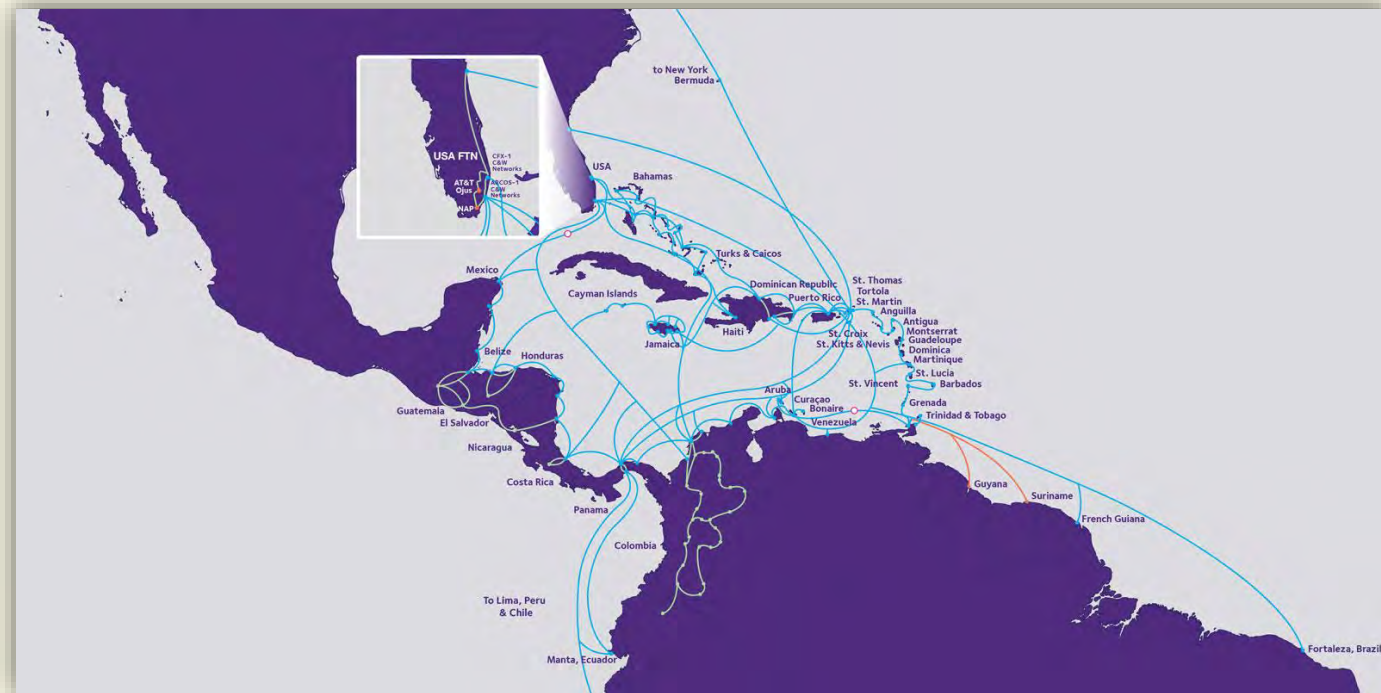 to New York
Bermuda
USA FTN
CFX-1
C&W
Networks
AT&T
Ojus
ARCOS-1
C&W
Networks
NAP
USA
Bahamas
Turks & Caicos
Mexico
Cayman Islands
Dominican Republic
Puerto Rico
St. Thomas
Tortola
St. Martin
Anguilla
Antigua
Montserrat
Guadeloupe
Dominica
Martinique
Jamaica
Haiti
St. Croix
St. Kitts & Nevis
Belize
Honduras
St. Lucia
St. Vincent
Barbados
Aruba
Curaçao
Bonaire
Grenada
Guatemala
El Salvador
Venezuela
Trinidad & Tobago
Nicaragua
Costa Rica
Guyana
Suriname
Panama
French Guiana
Colombia
To Lima, Peru
& Chile
Manta, Ecuador
Fortaleza, Brazil